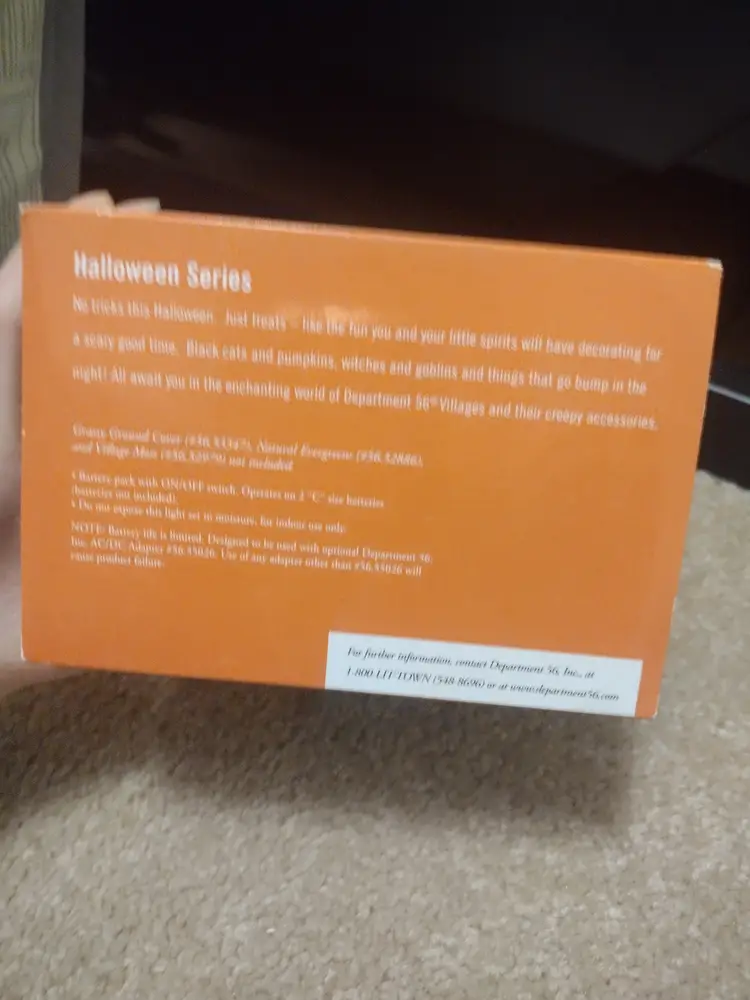 Halloween Series
No tricks this Halloween. Just treats - like the fun you and your little spirits will have decorating for
a scary good time. Black cats and pumpkins, witches and goblins and things that go bump in the
night! All await you in the enchanting world of Department 56® Villages and their creepy accessories.
Grassy Ground Cover (#56.53347), Natural Evergreens (#56.52886),
and Village Moss (#56.52979) not included.
• Battery pack with ON/OFF switch. Operates on 2 "C" size batteries
(batteries not included).
• Do not expose this light set to moisture, for indoor use only.
NOTE: Battery life is limited. Designed to be used with optional Department 56,
Inc. AC/DC Adapter #56.55026. Use of any adapter other than #56.55026 will
cause product failure.
For further information, contact Department 56, Inc., at
1-800-LIT-TOWN (548-8696) or at www.department56.com